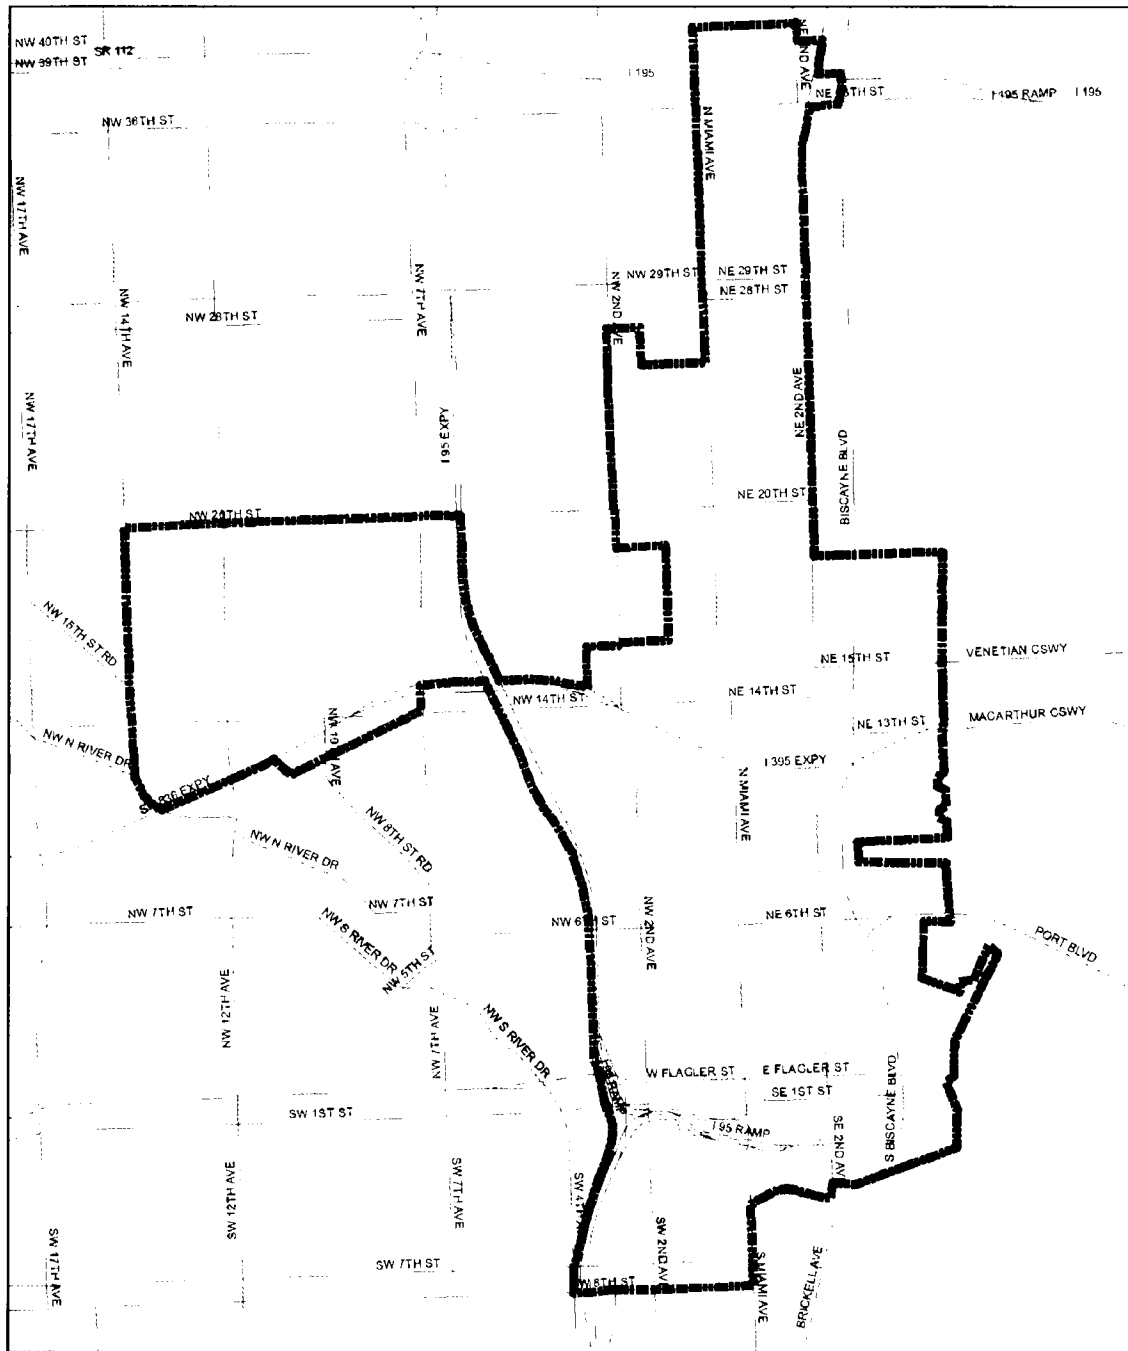 NW 40TH ST
SR 112
NW 39TH ST
I 195
NE 2ND AVE
I 195 RAMP
I 195
NW 36TH ST
N MIAMI AVE
NW 17TH AVE
NW 29TH ST
NE 29TH ST
NE 28TH ST
NW 2ND AVE
NW 7TH AVE
NW 14TH AVE
NW 28TH ST
NW 17TH AVE
I 95 EXPY
NE 2ND AVE
BISCAYNE BLVD
NE 20TH ST
NW 20TH ST
NW 15TH ST RD
NE 15TH ST
VENETIAN CSWY
NW 14TH ST
NE 14TH ST
NE 13TH ST
MACARTHUR CSWY
NW N RIVER DR
NW 10TH AVE
I 395 EXPY
SR 836 EXPY
N MIAMI AVE
NW N RIVER DR
NW 8TH ST RD
NW 7TH ST
NW 7TH ST
NW 6TH ST
NW 2ND AVE
NE 6TH ST
NW S RIVER DR
NW 5TH ST
PORT BLVD
NW 12TH AVE
NW 7TH AVE
NW S RIVER DR
W FLAGLER ST
E FLAGLER ST
SE 1ST ST
S BISCAYNE BLVD
SW 1ST ST
I 95 RAMP
I 95 RAMP
SE 2ND AVE
SW 12TH AVE
SW 7TH AVE
SW 4TH AVE
SW 2ND AVE
SW 17TH AVE
SW 7TH ST
SW 8TH ST
S MIAMI AVE
BRICKELL AVE